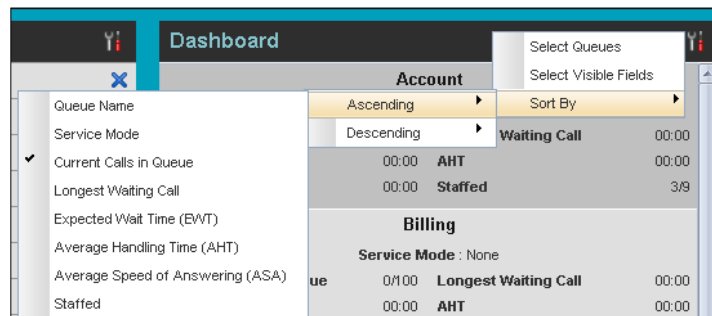 Dashboard
Select Queues
Select Visible Fields
Sort By
Account
Ascending
Descending
Queue Name
Service Mode
Current Calls in Queue
Longest Waiting Call
Expected Wait Time (EWT)
Average Handling Time (AHT)
Average Speed of Answering (ASA)
Staffed
Waiting Call 00:00
00:00 AHT 00:00
00:00 Staffed 3/9
Billing
Service Mode : None
ue 0/100 Longest Waiting Call 00:00
00:00 AHT 00:00